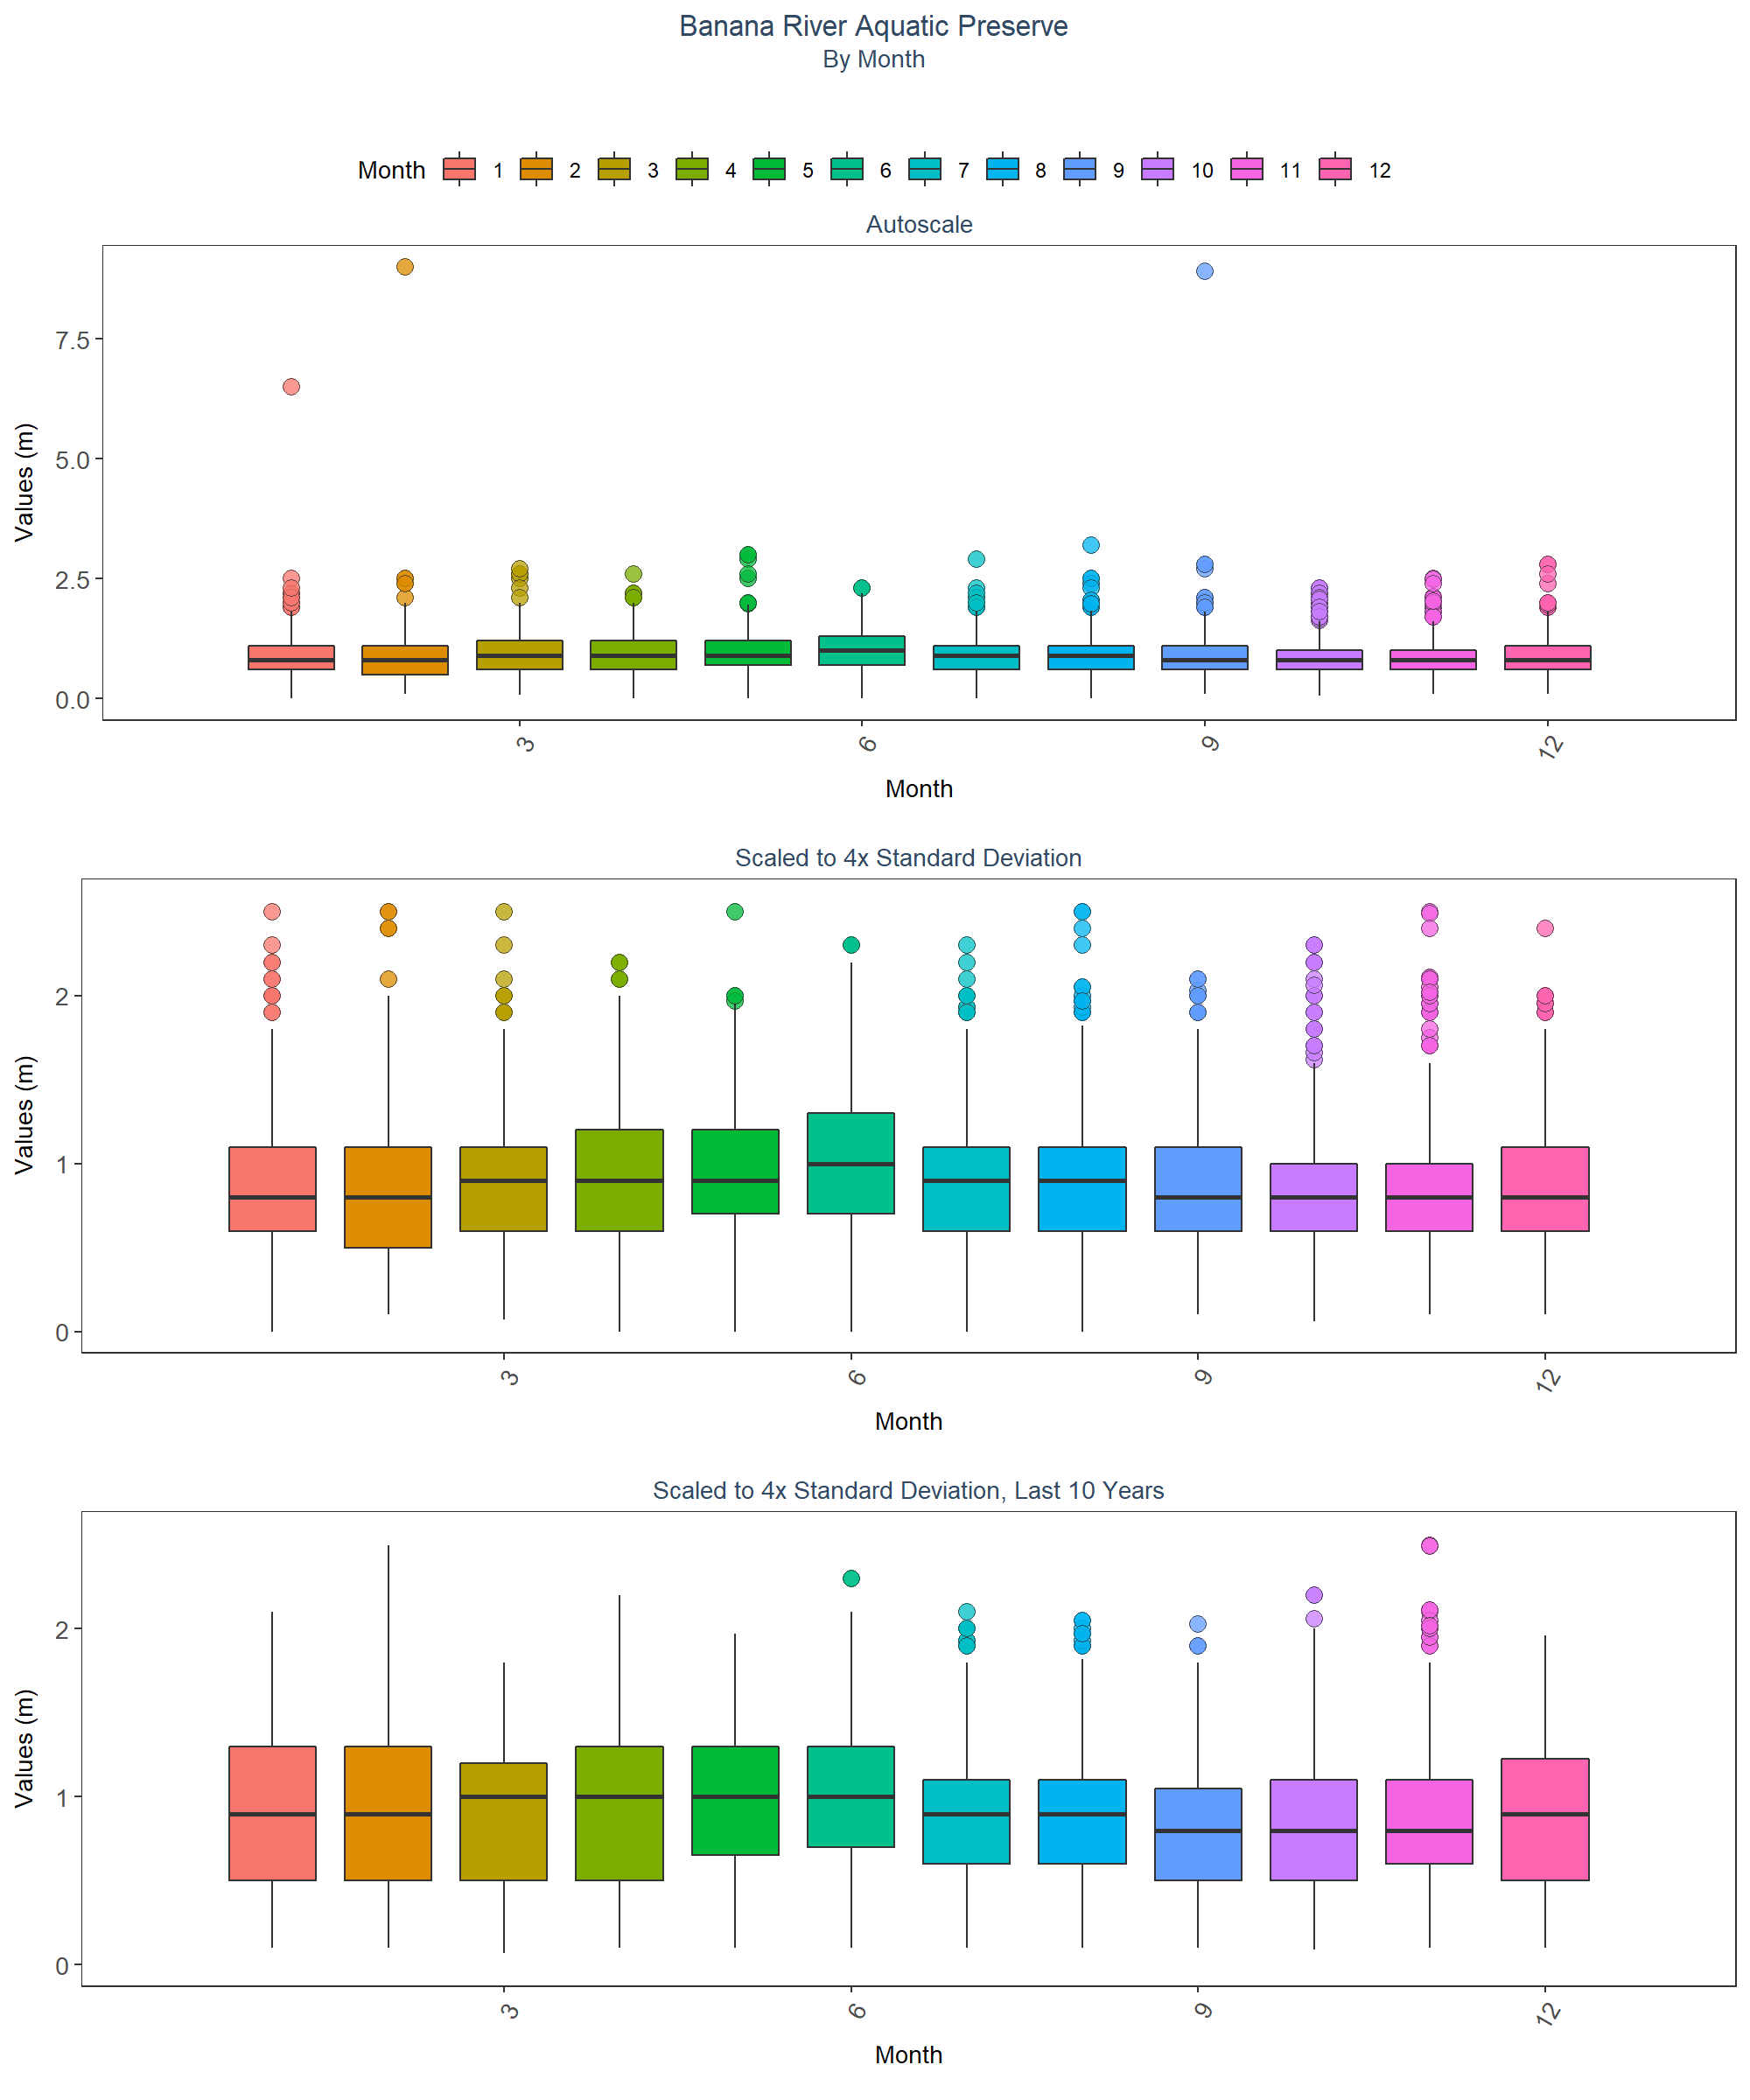 Banana River Aquatic Preserve
By Month
Month 1 2 3 4 5 6 7 8 9 10 11 12
Autoscale
Values (m)
7.5
5.0
2.5
0.0
3 6 9 12
Month
Scaled to 4x Standard Deviation
Values (m)
2
1
0
3 6 9 12
Month
Scaled to 4x Standard Deviation, Last 10 Years
Values (m)
2
1
0
3 6 9 12
Month